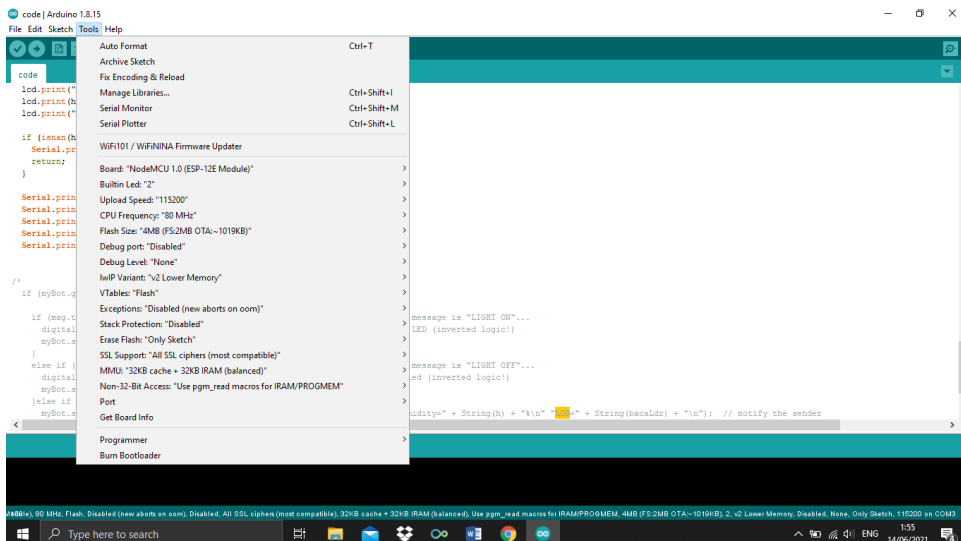 code | Arduino 1.8.15
File Edit Sketch Tools Help
code
Auto Format Ctrl+T
Archive Sketch
Fix Encoding & Reload
Manage Libraries... Ctrl+Shift+I
Serial Monitor Ctrl+Shift+M
Serial Plotter Ctrl+Shift+L
WiFi101 / WiFiNINA Firmware Updater
Board: "NodeMCU 1.0 (ESP-12E Module)"
Builtin Led: "2"
Upload Speed: "115200"
CPU Frequency: "80 MHz"
Flash Size: "4MB (FS:2MB OTA:~1019KB)"
Debug port: "Disabled"
Debug Level: "None"
lwIP Variant: "v2 Lower Memory"
VTables: "Flash"
Exceptions: "Disabled (new aborts on oom)"
Stack Protection: "Disabled"
Erase Flash: "Only Sketch"
SSL Support: "All SSL ciphers (most compatible)"
MMU: "32KB cache + 32KB IRAM (balanced)"
Non-32-Bit Access: "Use pgm_read macros for IRAM/PROGMEM"
Port
Get Board Info
Programmer
Burn Bootloader
lcd.print("
lcd.print(h
lcd.print("
if (isnan(h
Serial.pr
return;
}
Serial.prin
Serial.prin
Serial.prin
Serial.prin
Serial.prin
/*
if (myBot.g
if (msg.t message is "LIGHT ON"...
digital LED (inverted logic!)
myBot.s
}
else if ( message is "LIGHT OFF"...
digital ed (inverted logic!)
myBot.s
}else if
myBot.s idity=" + String(h) + "%\n" "LDR=" + String(bacaLdr) + "\n"); // notify the sender
80 MHz, Flash, Disabled (new aborts on oom), Disabled, All SSL ciphers (most compatible), 32KB cache + 32KB IRAM (balanced), Use pgm_read macros for IRAM/PROGMEM, 4MB (FS:2MB OTA:~1019KB), 2, v2 Lower Memory, Disabled, None, Only Sketch, 115200 on COM3
Type here to search
ENG
1:55
14/06/2021